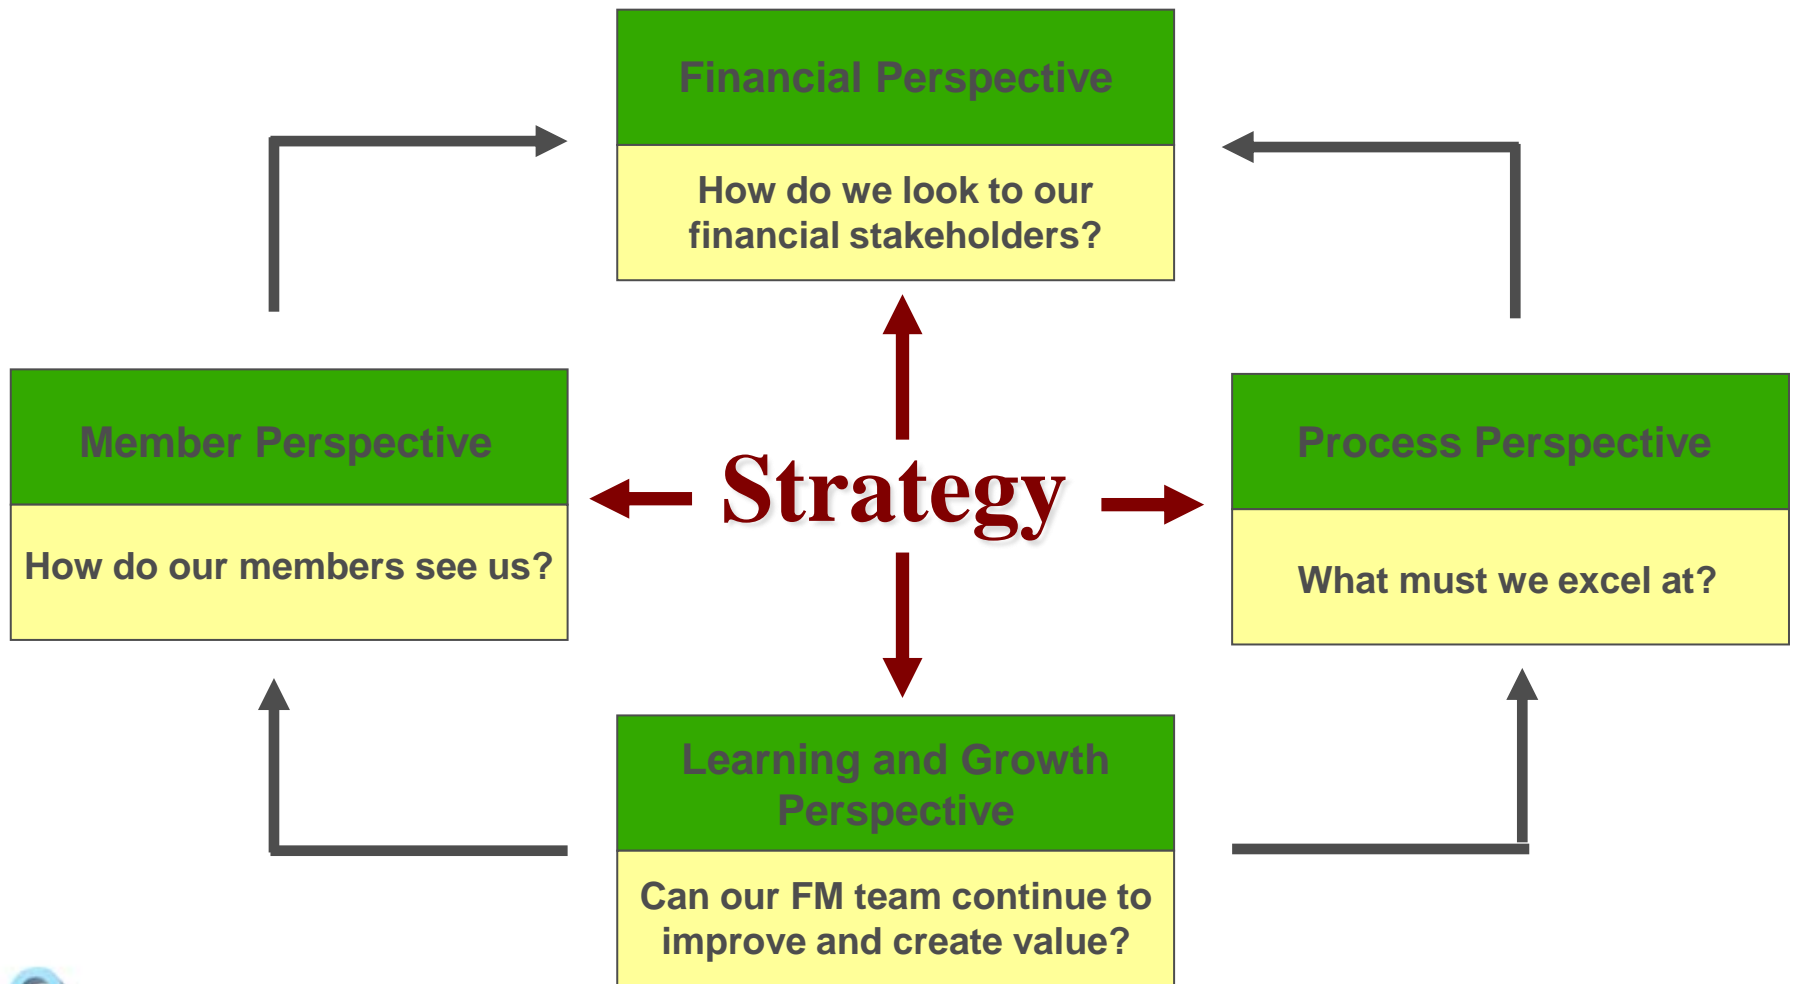 Financial Perspective
How do we look to our
financial stakeholders?
Member Perspective
How do our members see us?
Strategy
Process Perspective
What must we excel at?
Learning and Growth
Perspective
Can our FM team continue to
improve and create value?